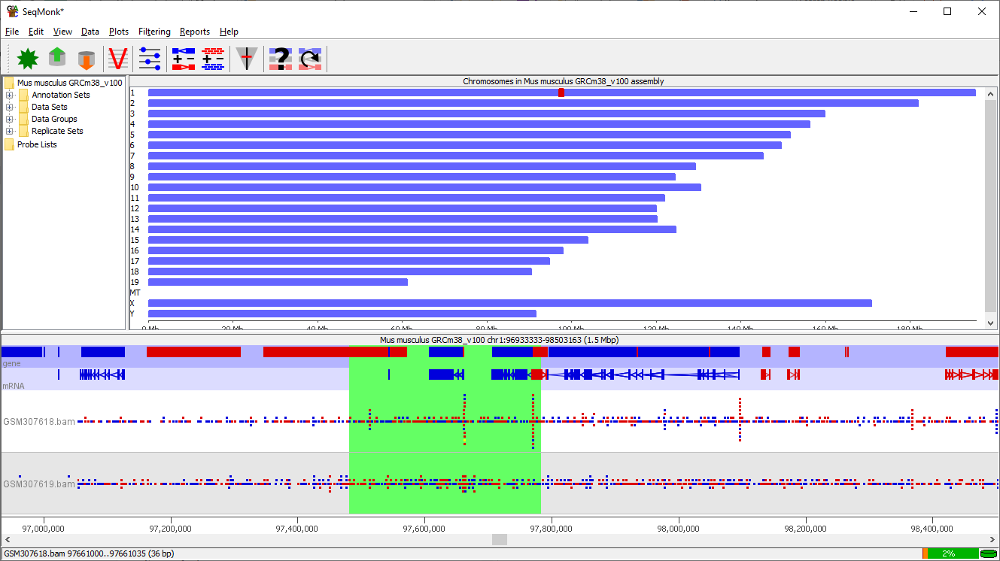 SeqMonk*
File Edit View Data Plots Filtering Reports Help
Mus musculus GRCm38_v100
Annotation Sets
Data Sets
Data Groups
Replicate Sets
Probe Lists
Chromosomes in Mus musculus GRCm38_v100 assembly
1
2
3
4
5
6
7
8
9
10
11
12
13
14
15
16
17
18
19
MT
X
Y
0 Mb 20 Mb 40 Mb 60 Mb 80 Mb 100 Mb 120 Mb 140 Mb 160 Mb 180 Mb
Mus musculus GRCm38_v100 chr1:96933333-98503163 (1.5 Mbp)
gene
mRNA
GSM307618.bam
GSM307619.bam
97,000,000 97,200,000 97,400,000 97,600,000 97,800,000 98,000,000 98,200,000 98,400,000
GSM307618.bam 97661000..97661035 (36 bp)
2%